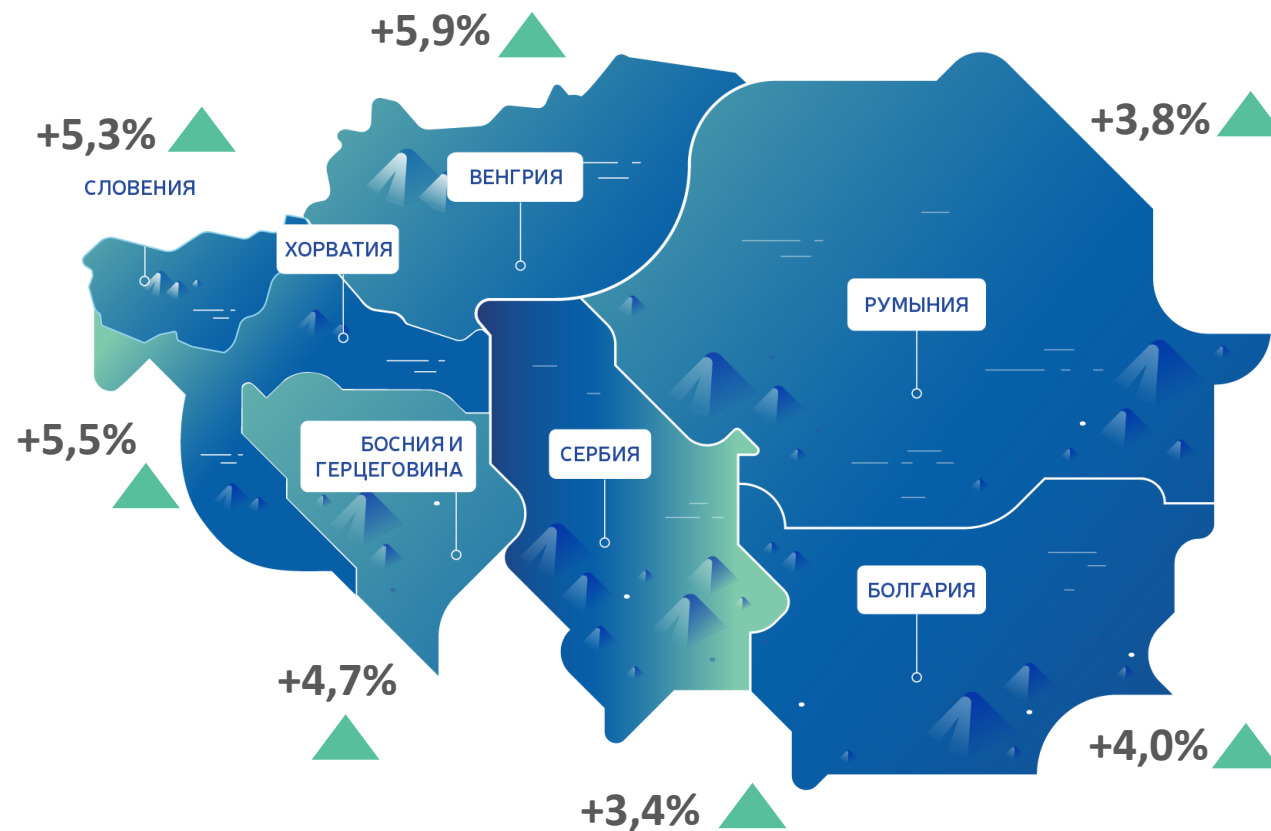 +5,9%
+5,3%
+3,8%
СЛОВЕНИЯ
ВЕНГРИЯ
ХОРВАТИЯ
РУМЫНИЯ
+5,5%
БОСНИЯ И
ГЕРЦЕГОВИНА
СЕРБИЯ
БОЛГАРИЯ
+4,7%
+4,0%
+3,4%